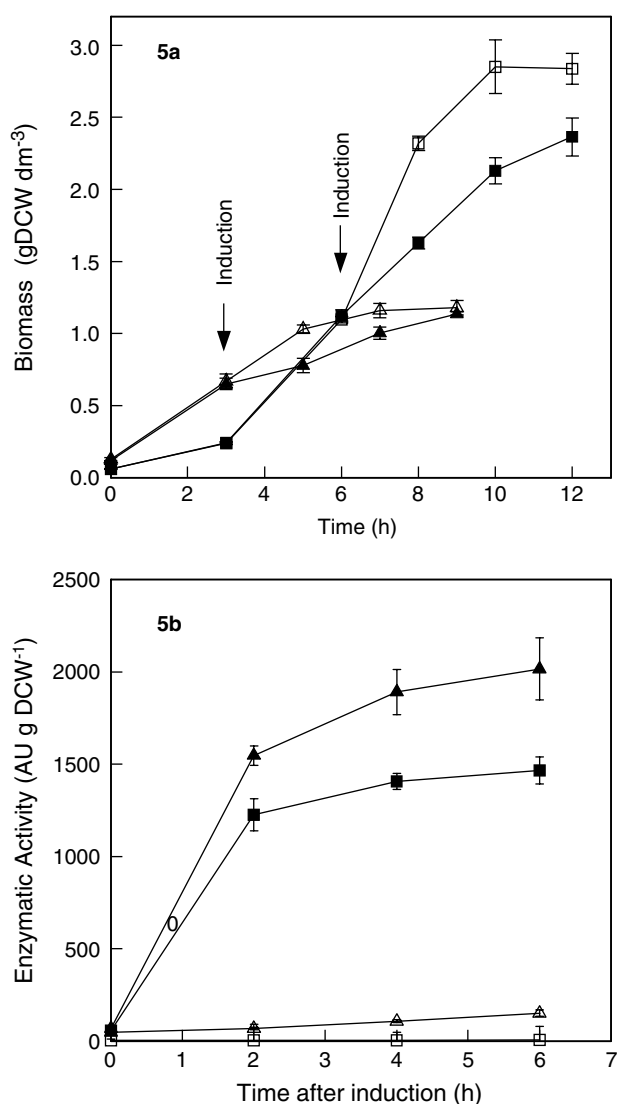 5a
3.0
2.5
2.0
1.5
1.0
0.5
0.0
Biomass (gDCW dm-3)
Induction
Induction
0 2 4 6 8 10 12
Time (h)
5b
2500
2000
1500
1000
500
0
Enzymatic Activity (AU g DCW-1)
0
0 1 2 3 4 5 6 7
Time after induction (h)